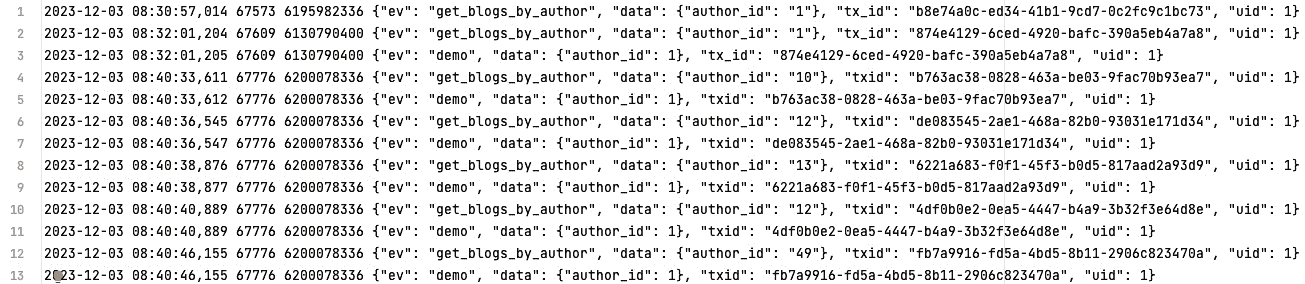 1 2023-12-03 08:30:57,014 67573 6195982336 {"ev": "get_blogs_by_author", "data": {"author_id": "1"}, "tx_id": "b8e74a0c-ed34-41b1-9cd7-0c2fc9c1bc73", "uid": 1}
2 2023-12-03 08:32:01,204 67609 6130790400 {"ev": "get_blogs_by_author", "data": {"author_id": "1"}, "tx_id": "874e4129-6ced-4920-bafc-390a5eb4a7a8", "uid": 1}
3 2023-12-03 08:32:01,205 67609 6130790400 {"ev": "demo", "data": {"author_id": 1}, "tx_id": "874e4129-6ced-4920-bafc-390a5eb4a7a8", "uid": 1}
4 2023-12-03 08:40:33,611 67776 6200078336 {"ev": "get_blogs_by_author", "data": {"author_id": "10"}, "txid": "b763ac38-0828-463a-be03-9fac70b93ea7", "uid": 1}
5 2023-12-03 08:40:33,612 67776 6200078336 {"ev": "demo", "data": {"author_id": 1}, "txid": "b763ac38-0828-463a-be03-9fac70b93ea7", "uid": 1}
6 2023-12-03 08:40:36,545 67776 6200078336 {"ev": "get_blogs_by_author", "data": {"author_id": "12"}, "txid": "de083545-2ae1-468a-82b0-93031e171d34", "uid": 1}
7 2023-12-03 08:40:36,547 67776 6200078336 {"ev": "demo", "data": {"author_id": 1}, "txid": "de083545-2ae1-468a-82b0-93031e171d34", "uid": 1}
8 2023-12-03 08:40:38,876 67776 6200078336 {"ev": "get_blogs_by_author", "data": {"author_id": "13"}, "txid": "6221a683-f0f1-45f3-b0d5-817aad2a93d9", "uid": 1}
9 2023-12-03 08:40:38,877 67776 6200078336 {"ev": "demo", "data": {"author_id": 1}, "txid": "6221a683-f0f1-45f3-b0d5-817aad2a93d9", "uid": 1}
10 2023-12-03 08:40:40,889 67776 6200078336 {"ev": "get_blogs_by_author", "data": {"author_id": "12"}, "txid": "4df0b0e2-0ea5-4447-b4a9-3b32f3e64d8e", "uid": 1}
11 2023-12-03 08:40:40,889 67776 6200078336 {"ev": "demo", "data": {"author_id": 1}, "txid": "4df0b0e2-0ea5-4447-b4a9-3b32f3e64d8e", "uid": 1}
12 2023-12-03 08:40:46,155 67776 6200078336 {"ev": "get_blogs_by_author", "data": {"author_id": "49"}, "txid": "fb7a9916-fd5a-4bd5-8b11-2906c823470a", "uid": 1}
13 2023-12-03 08:40:46,155 67776 6200078336 {"ev": "demo", "data": {"author_id": 1}, "txid": "fb7a9916-fd5a-4bd5-8b11-2906c823470a", "uid": 1}